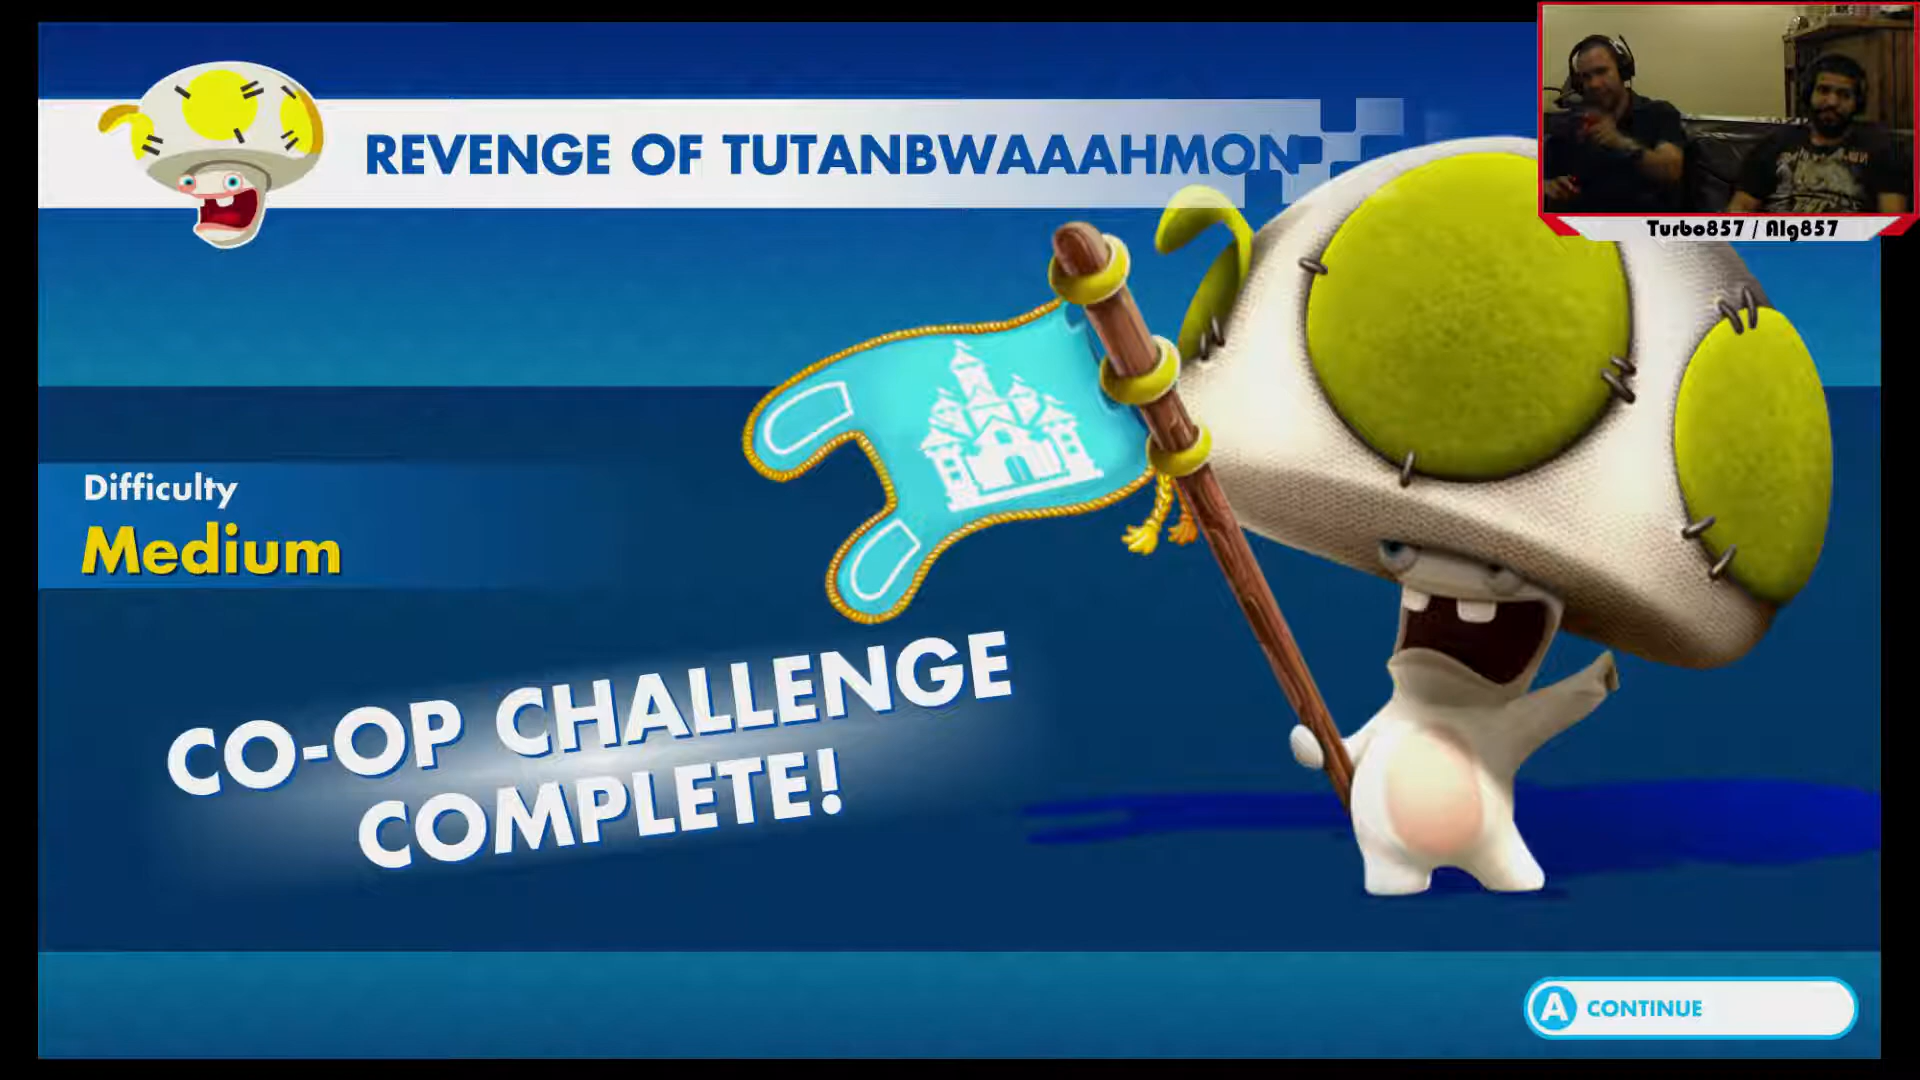 REVENGE OF TUTANBWAAAHMON
Turbo857 / Alg857
Difficulty
Medium
CO-OP CHALLENGE
COMPLETE!
A CONTINUE